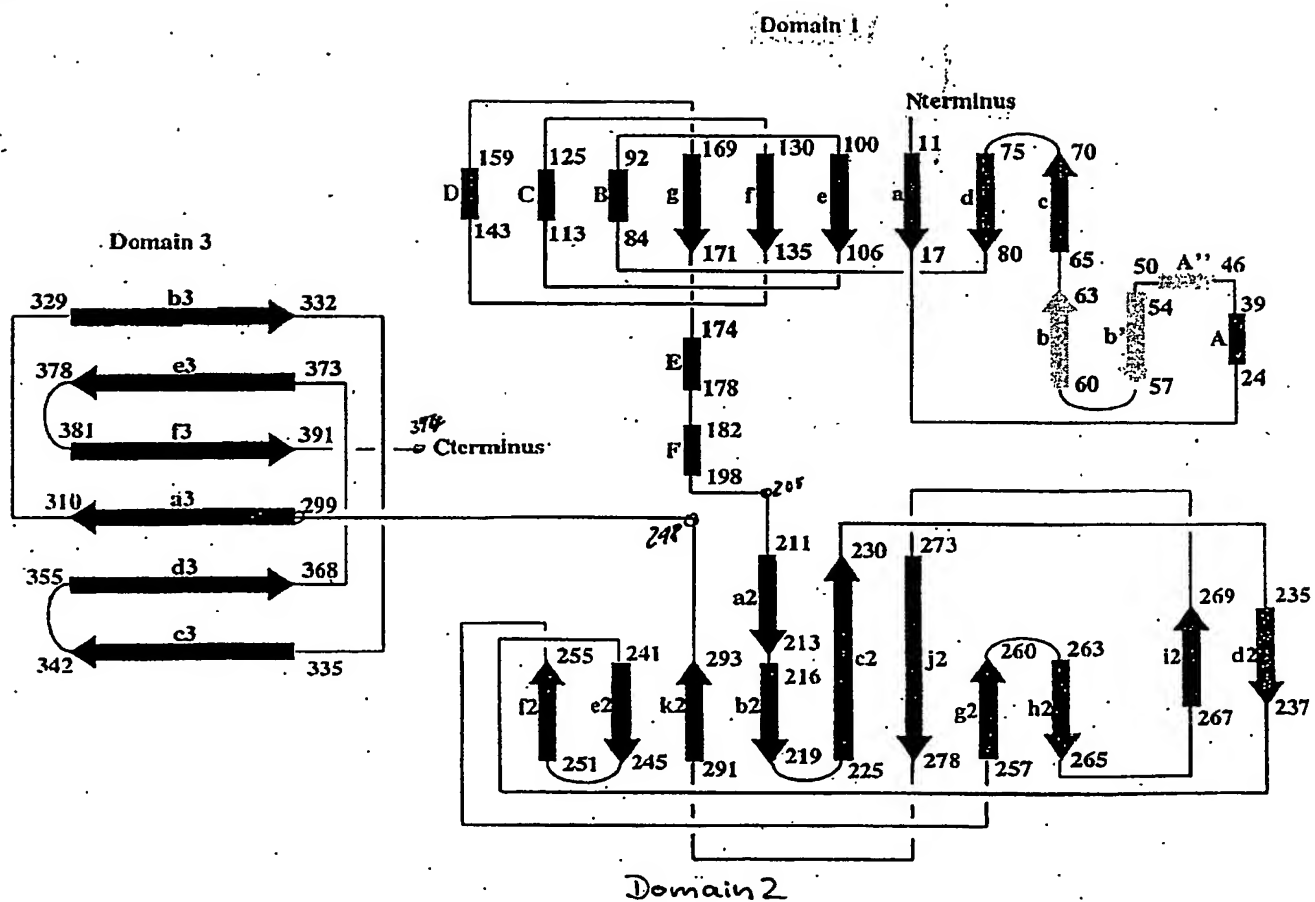 Domain 1
Nterminus
159 125 92 169 130 100 11 75 70
D C B g f e a d c
143 113 84 171 135 106 17 80 65
50 A'' 46
63 54 39
b b' A
60 57 24
174
E
178
182
F
198
205
Domain 3
329 b3 332
378 e3 373
381 f3 391
Cterminus
310 a3 299
248
355 d3 368
c3
342 335
211 230 273
a2
213
269 235
255 241 293 216 c2 j2 260 263 i2 d2
f2 e2 k2 b2 g2 h2
267 237
251 245 291 219 225 278 257 265
Domain 2